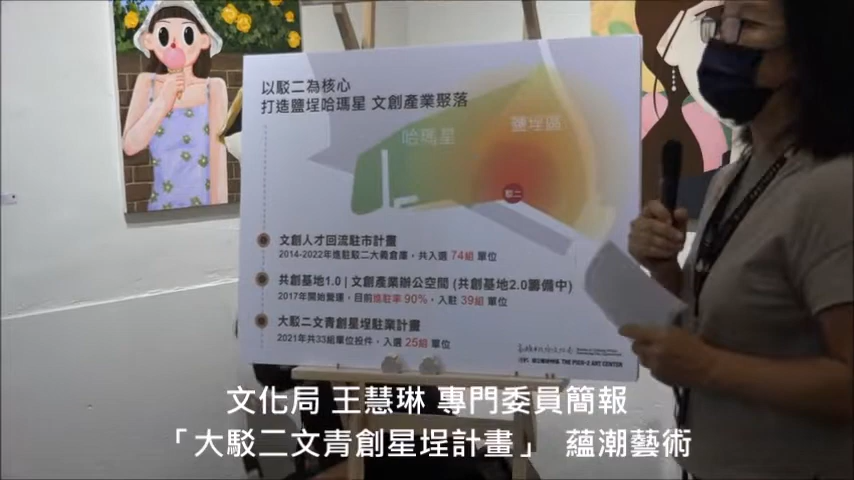 以駁二為核心
打造鹽埕哈瑪星 文創產業聚落
哈瑪星
鹽埕區
駁二
文創人才回流駐市計畫
2014-2022年進駐駁二大義倉庫，共入選 74組 單位
共創基地1.0 | 文創產業辦公空間 (共創基地2.0籌備中)
2017年開始營運，目前進駐率 90%，入駐 39組 單位
大駁二文青創星埕駐業計畫
2021年共33組單位投件，入選 25組 單位
THE PIER-2 ART CENTER
文化局 王慧琳 專門委員簡報
「大駁二文青創星埕計畫」 蘊潮藝術